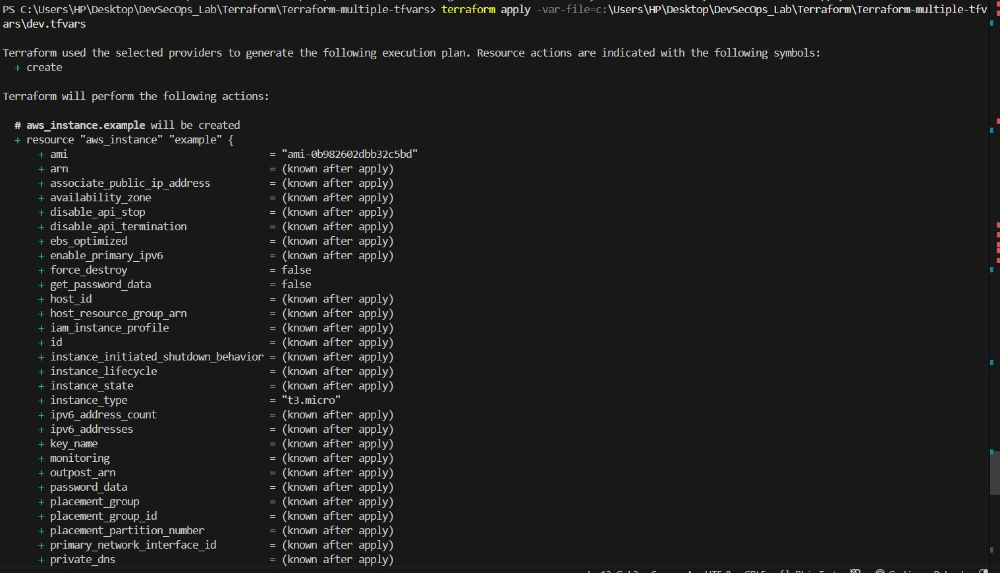 PS C:\Users\HP\Desktop\DevSecOps_Lab\Terraform\Terraform-multiple-tfvars> terraform apply -var-file=c:\Users\HP\Desktop\DevSecOps_Lab\Terraform\Terraform-multiple-tfv
ars\dev.tfvars
Terraform used the selected providers to generate the following execution plan. Resource actions are indicated with the following symbols:
+ create
Terraform will perform the following actions:
# aws_instance.example will be created
+ resource "aws_instance" "example" {
+ ami = "ami-0b982602dbb32c5bd"
+ arn = (known after apply)
+ associate_public_ip_address = (known after apply)
+ availability_zone = (known after apply)
+ disable_api_stop = (known after apply)
+ disable_api_termination = (known after apply)
+ ebs_optimized = (known after apply)
+ enable_primary_ipv6 = (known after apply)
+ force_destroy = false
+ get_password_data = false
+ host_id = (known after apply)
+ host_resource_group_arn = (known after apply)
+ iam_instance_profile = (known after apply)
+ id = (known after apply)
+ instance_initiated_shutdown_behavior = (known after apply)
+ instance_lifecycle = (known after apply)
+ instance_state = (known after apply)
+ instance_type = "t3.micro"
+ ipv6_address_count = (known after apply)
+ ipv6_addresses = (known after apply)
+ key_name = (known after apply)
+ monitoring = (known after apply)
+ outpost_arn = (known after apply)
+ password_data = (known after apply)
+ placement_group = (known after apply)
+ placement_group_id = (known after apply)
+ placement_partition_number = (known after apply)
+ primary_network_interface_id = (known after apply)
+ private_dns = (known after apply)